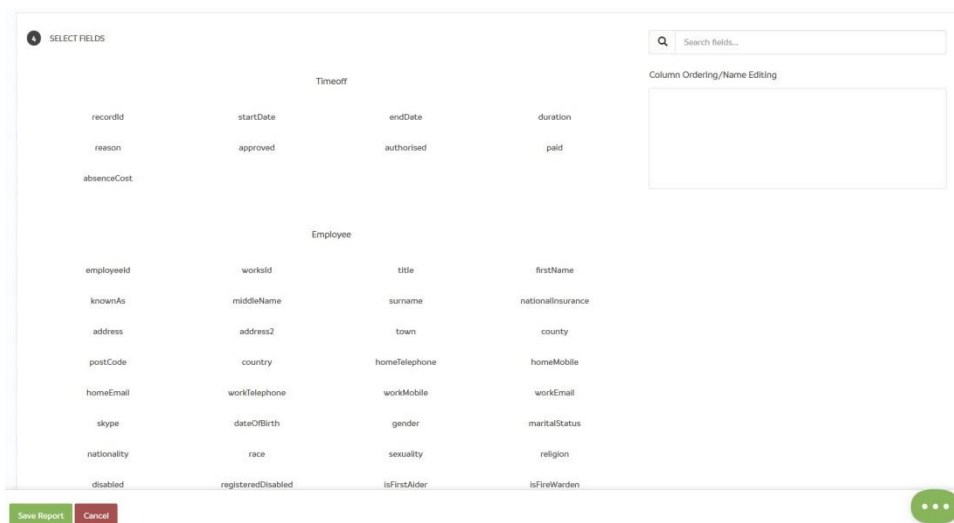 4 SELECT FIELDS
Search fields...
Timeoff
Column Ordering/Name Editing
recordId startDate endDate duration
reason approved authorised paid
absenceCost
Employee
employeeId worksId title firstName
knownAs middleName surname nationalInsurance
address address2 town county
postCode country homeTelephone homeMobile
homeEmail workTelephone workMobile workEmail
skype dateOfBirth gender maritalStatus
nationality race sexuality religion
disabled registeredDisabled isFirstAider isFireWarden
Save Report Cancel